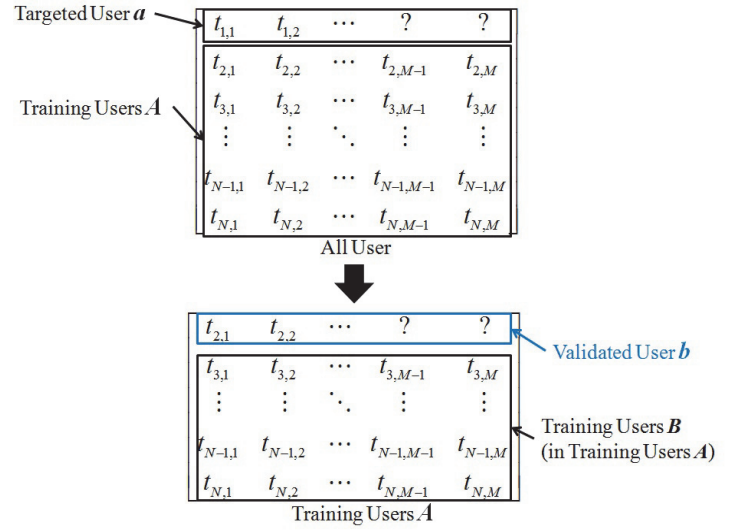 Targeted User a
t1,1 t1,2 ⋯ ? ?
t2,1 t2,2 ⋯ t2,M−1 t2,M
Training Users A
t3,1 t3,2 ⋯ t3,M−1 t3,M
⋮ ⋮ ⋱ ⋮ ⋮
tN−1,1 tN−1,2 ⋯ tN−1,M−1 tN−1,M
tN,1 tN,2 ⋯ tN,M−1 tN,M
All User
t2,1 t2,2 ⋯ ? ?
Validated User b
t3,1 t3,2 ⋯ t3,M−1 t3,M
⋮ ⋮ ⋱ ⋮ ⋮
Training Users B
(in Training Users A)
tN−1,1 tN−1,2 ⋯ tN−1,M−1 tN−1,M
tN,1 tN,2 ⋯ tN,M−1 tN,M
Training Users A